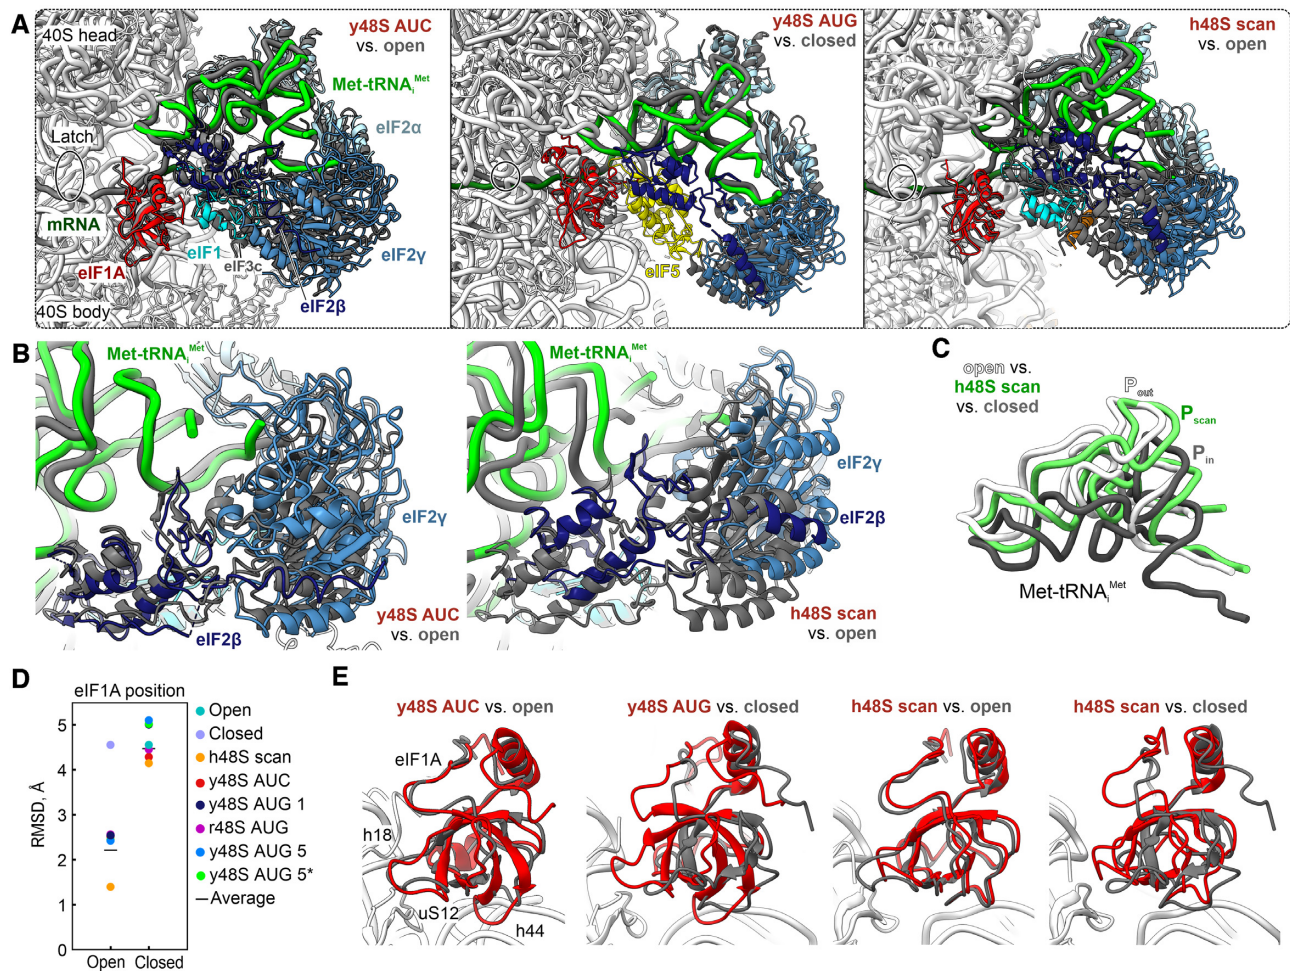 A
40S head
y48S AUC
vs. open
Met-tRNAiMet
eIF2α
Latch
mRNA
eIF1A
eIF1
eIF3c
eIF2γ
eIF2β
40S body
y48S AUG
vs. closed
eIF5
h48S scan
vs. open
B
Met-tRNAiMet
eIF2γ
eIF2β
y48S AUC
vs. open
Met-tRNAiMet
eIF2γ
eIF2β
h48S scan
vs. open
C
open vs.
h48S scan
vs. closed
Pout
Pscan
Pin
Met-tRNAiMet
D
eIF1A position
RMSD, Å
5
4
3
2
1
0
Open
Closed
Open
Closed
h48S scan
y48S AUC
y48S AUG 1
r48S AUG
y48S AUG 5
y48S AUG 5*
Average
E
y48S AUC vs. open
eIF1A
h18
uS12
h44
y48S AUG vs. closed
h48S scan vs. open
h48S scan vs. closed